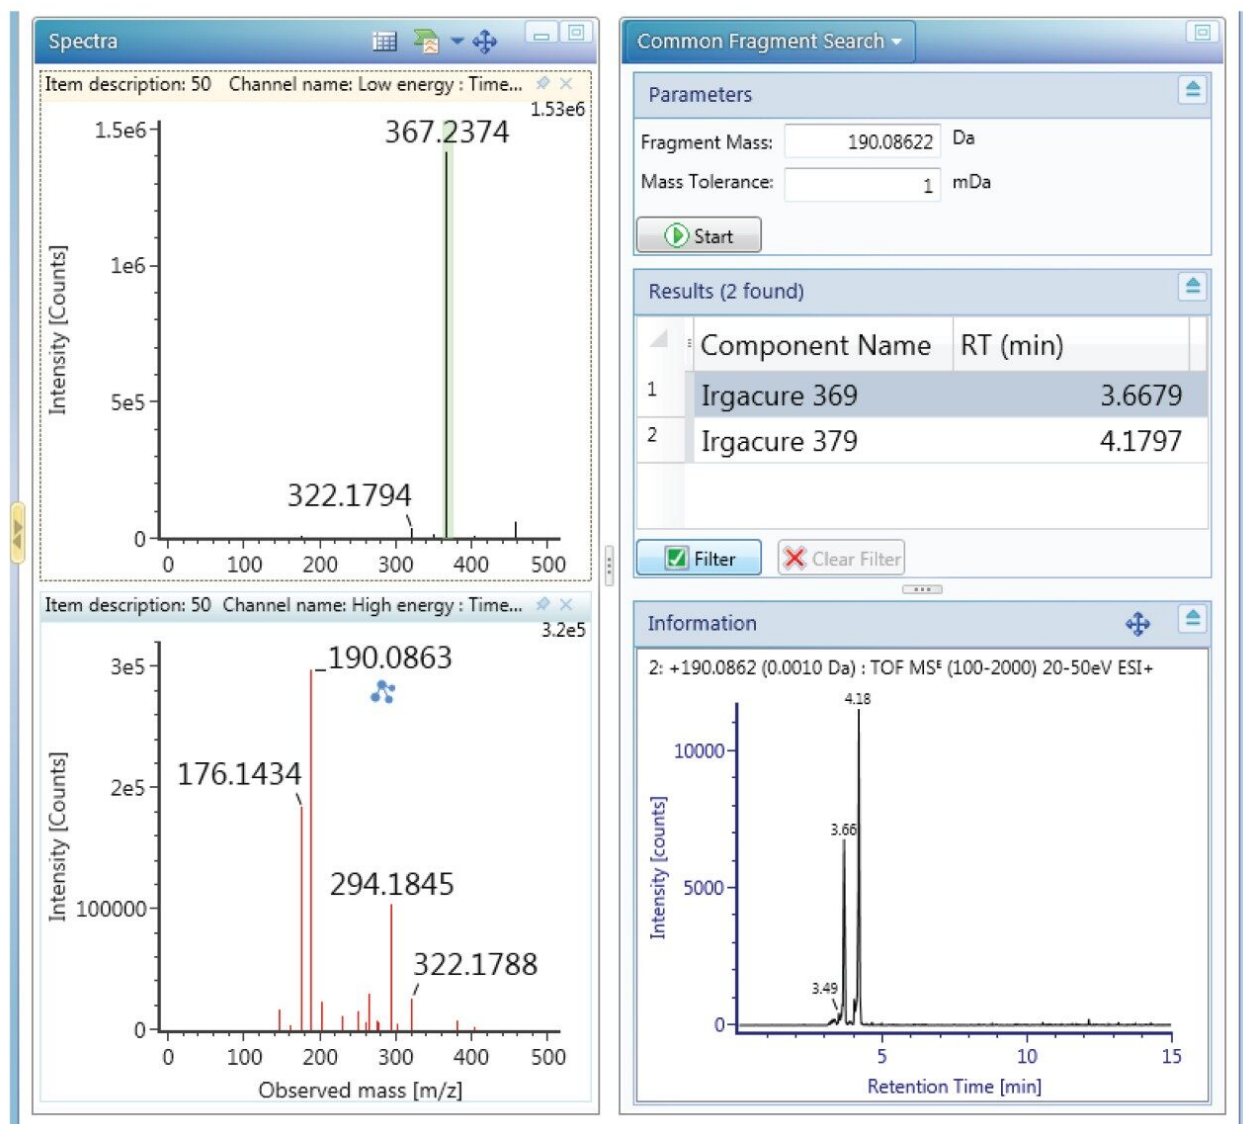 Spectra
Item description: 50 Channel name: Low energy : Time...
1.53e6
1.5e6
367.2374
1e6
5e5
322.1794
0
Intensity [Counts]
0 100 200 300 400 500
Item description: 50 Channel name: High energy : Time...
3.2e5
3e5
190.0863
176.1434
2e5
294.1845
100000
322.1788
0
Intensity [Counts]
0 100 200 300 400 500
Observed mass [m/z]
Common Fragment Search
Parameters
Fragment Mass: 190.08622 Da
Mass Tolerance: 1 mDa
Start
Results (2 found)
Component Name RT (min)
1 Irgacure 369 3.6679
2 Irgacure 379 4.1797
Filter Clear Filter
Information
2: +190.0862 (0.0010 Da) : TOF MSᴱ (100-2000) 20-50eV ESI+
4.18
10000
3.66
5000
3.49
0
Intensity [counts]
5 10 15
Retention Time [min]